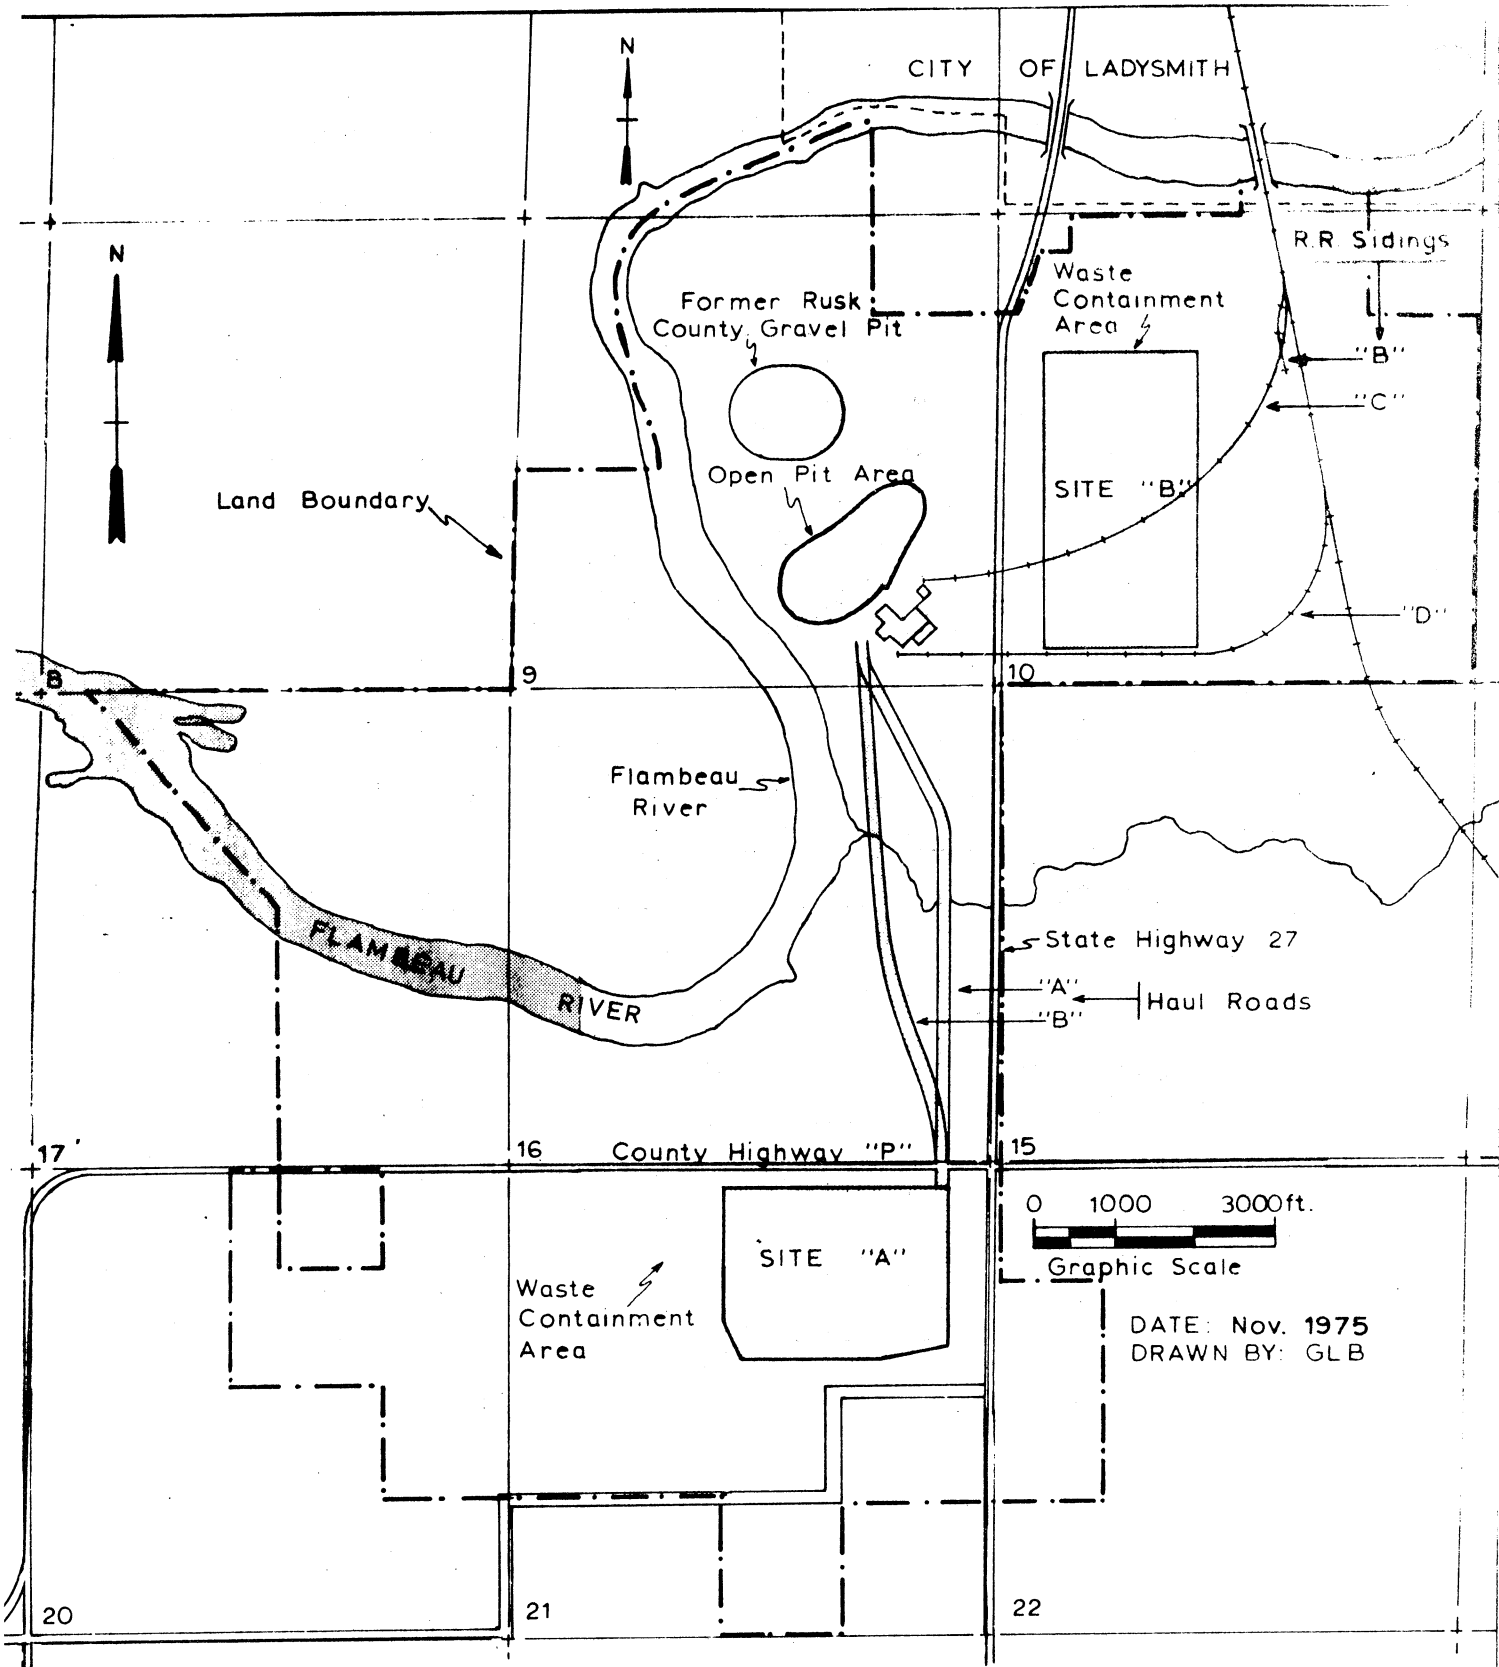 N
CITY OF LADYSMITH
N
R.R. Sidings
Waste
Containment
Area
Former Rusk
County Gravel Pit
"B"
"C"
Open Pit Area
SITE "B"
Land Boundary
"D"
8
9
10
Flambeau
River
FLAMBEAU
RIVER
State Highway 27
"A"
Haul Roads
"B"
17
16
County Highway "P"
15
0 1000 3000ft.
Graphic Scale
SITE "A"
Waste
Containment
Area
DATE: Nov. 1975
DRAWN BY: GLB
20
21
22